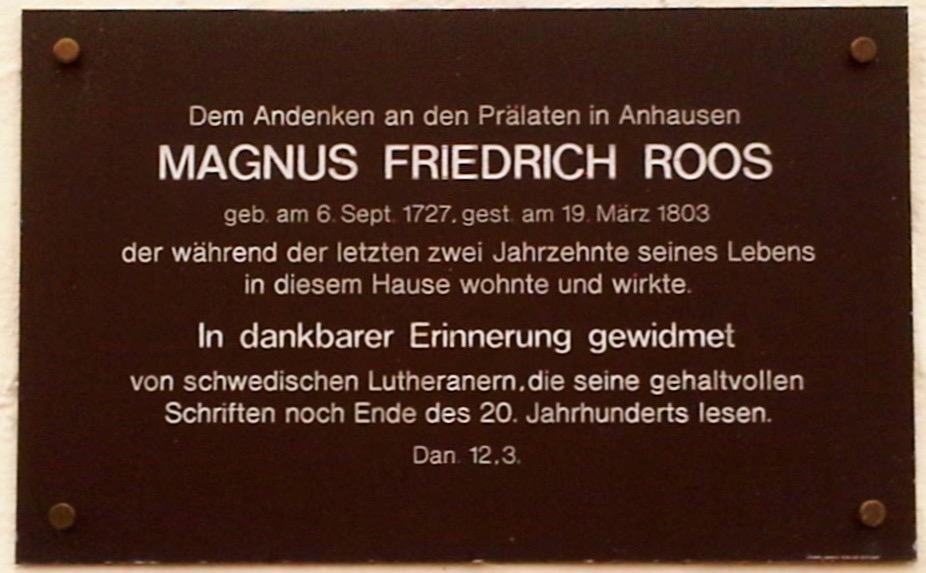 Dem Andenken an den Prälaten in Anhausen
MAGNUS FRIEDRICH ROOS
geb. am 6. Sept. 1727, gest. am 19. März 1803
der während der letzten zwei Jahrzehnte seines Lebens
in diesem Hause wohnte und wirkte.
In dankbarer Erinnerung gewidmet
von schwedischen Lutheranern, die seine gehaltvollen
Schriften noch Ende des 20. Jahrhunderts lesen.
Dan. 12,3.